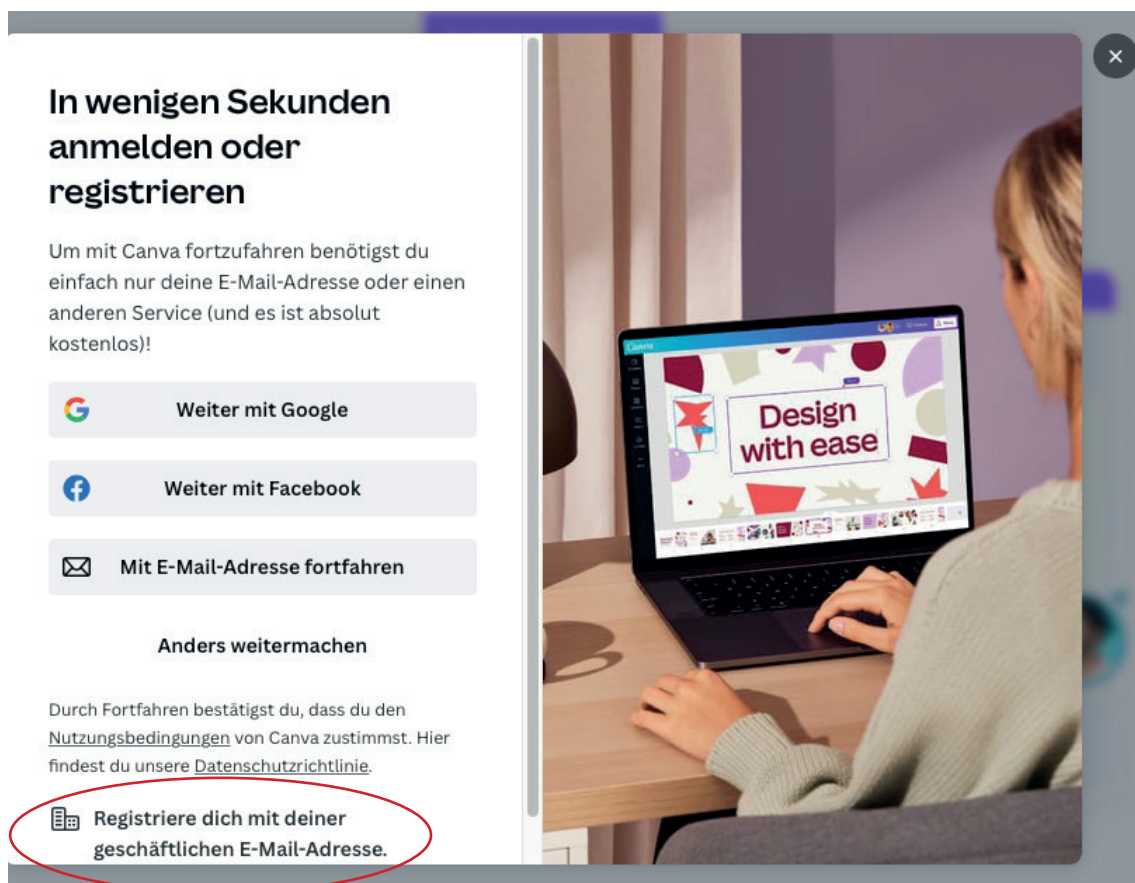 In wenigen Sekunden
anmelden oder
registrieren
Um mit Canva fortzufahren benötigst du
einfach nur deine E-Mail-Adresse oder einen
anderen Service (und es ist absolut
kostenlos)!
Weiter mit Google
Weiter mit Facebook
Mit E-Mail-Adresse fortfahren
Anders weitermachen
Durch Fortfahren bestätigst du, dass du den
Nutzungsbedingungen von Canva zustimmst. Hier
findest du unsere Datenschutzrichtlinie.
Registriere dich mit deiner
geschäftlichen E-Mail-Adresse.
Canva
Design
with ease